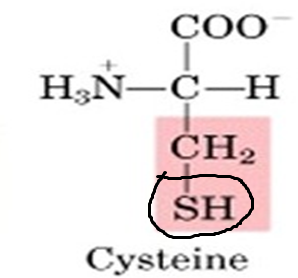 COO⁻
H₃N⁺—C—H
CH₂
SH
Cysteine